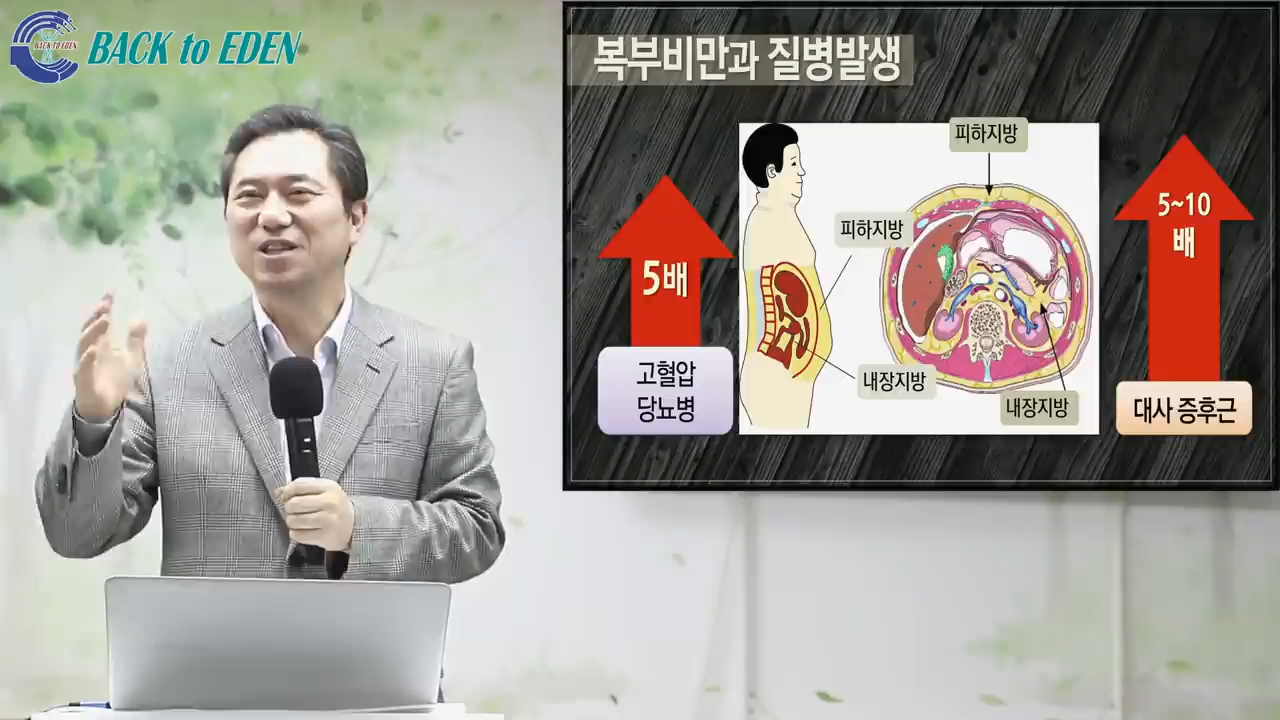 BACK TO EDEN
BACK to EDEN
복부비만과 질병발생
피하지방
피하지방
내장지방
내장지방
5배
고혈압
당뇨병
5~10
배
대사 증후근